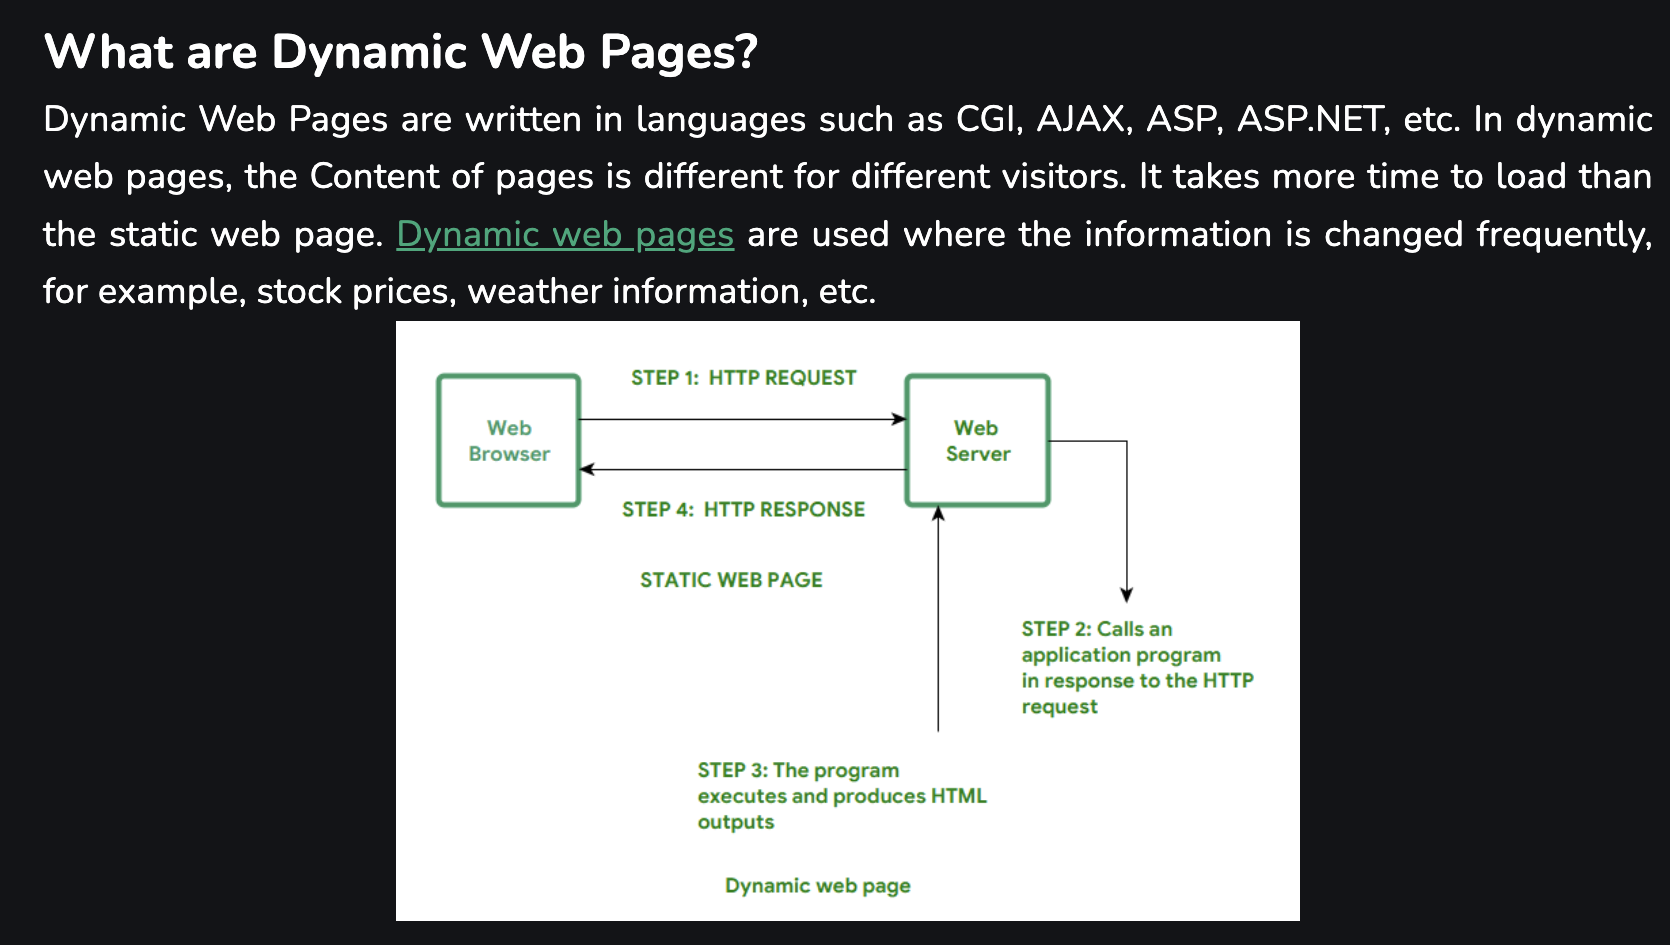 What are Dynamic Web Pages?
Dynamic Web Pages are written in languages such as CGI, AJAX, ASP, ASP.NET, etc. In dynamic
web pages, the Content of pages is different for different visitors. It takes more time to load than
the static web page. Dynamic web pages are used where the information is changed frequently,
for example, stock prices, weather information, etc.
STEP 1: HTTP REQUEST
Web
Browser
Web
Server
STEP 4: HTTP RESPONSE
STATIC WEB PAGE
STEP 2: Calls an
application program
in response to the HTTP
request
STEP 3: The program
executes and produces HTML
outputs
Dynamic web page